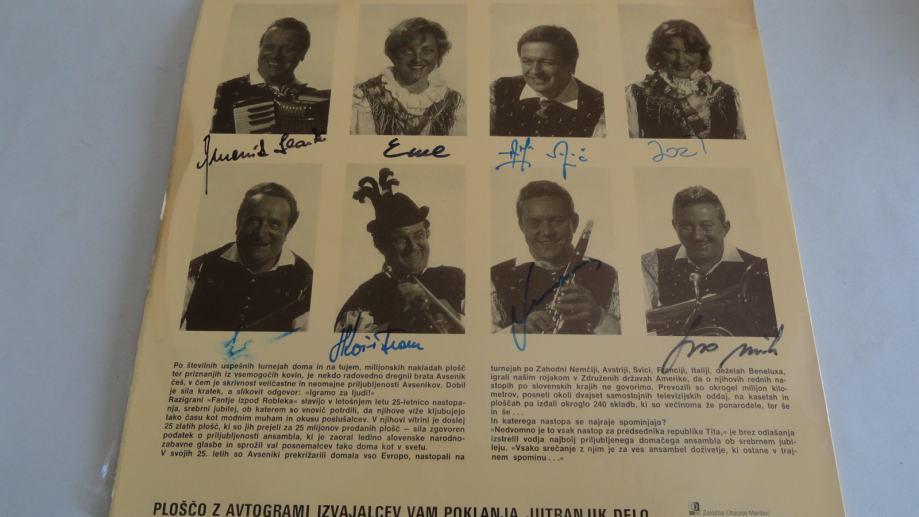 Eme
Joži
Po številnih uspešnih turnejah doma in na tujem, milijonskih nakladah plošč
ter priznanjih iz vsemogočih kovin, je nekdo radovedno dregnil brata Avsenik
češ, v čem je skrivnost veličastne in neomajne priljubljenosti Avsenikov. Dobil
je sila kratek, a slikovit odgovor: »Igramo za ljudi!«
Razigrani »Fantje izpod Robleka« slavijo v letošnjem letu 25-letnico nastopa-
nja, srebrni jubilej, ob katerem so vnovič potrdili, da njihove viže kljubujejo
tako času kot modnim muham in okusu poslušalcev. V njihovi vitrini je doslej
25 zlatih plošč, ki so jih prejeli za 25 milijonov prodanih plošč — sila zgovoren
podatek o priljubljenosti ansambla, ki je zaoral ledino slovenske narodno-
zabavne glasbe in sprožil val posnemalcev tako doma kot v svetu.
V svojih 25. letih so Avseniki prekrižarili domala vso Evropo, nastopali na
turnejah po Zahodni Nemčiji, Avstriji, Švici, Franciji, Italiji, deželah Beneluxa,
igrali našim rojakom v Združenih državah Amerike, da o njihovih rednih na-
stopih po slovenskih krajih ne govorimo. Prevozili so okrogel milijon kilo-
metrov, posneli okoli dvajset samostojnih televizijskih oddaj, na kasetah in
ploščah pa izdali okroglo 240 skladb, ki so večinoma že ponarodele, ter še
in še . . .
In katerega nastopa se najraje spominjajo?
»Nedvomno je to vsak nastop za predsednika republike Tita,« je brez odlašanja
izstrelil vodja najbolj priljubljenega domačega ansambla ob srebrnem jubi-
leju. »Vsako srečanje z njim je za ves ansambel doživetje, ki ostane v traj-
nem spominu . . .«
PLOŠČO Z AVTOGRAMI IZVAJALCEV VAM POKLANJA JUTRANJIK DELO
Založba Obzorja Maribor